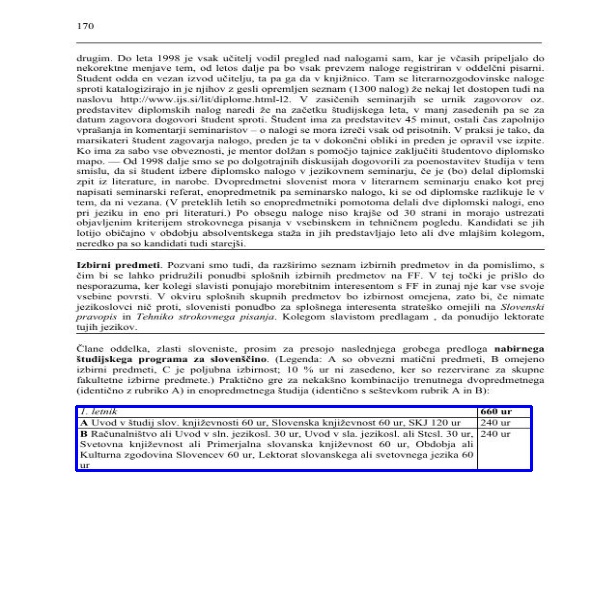 170
drugim. Do leta 1998 je vsak učitelj vodil pregled nad nalogami sam, kar je včasih pripeljalo do
nekorektne menjave tem, od letos dalje pa bo vsak prevzem naloge registriran v oddelčni pisarni.
Študent odda en vezan izvod učitelju, ta pa ga da v knjižnico. Tam se literarnozgodovinske naloge
sproti katalogizirajo in je njihov z gesli opremljen seznam (1300 nalog) že nekaj let dostopen tudi na
naslovu http://www.ijs.si/lit/diplome.html-l2. V zasičenih seminarjih se urnik zagovorov oz.
predstavitev diplomskih nalog naredi že na začetku študijskega leta, v manj zasedenih pa se za
datum zagovora dogovori študent sproti. Študent ima za predstavitev 45 minut, ostali čas zapolnijo
vprašanja in komentarji seminaristov – o nalogi se mora izreči vsak od prisotnih. V praksi je tako, da
marsikateri študent zagovarja nalogo, preden je ta v dokončni obliki in preden je opravil vse izpite.
Ko ima za sabo vse obveznosti, je mentor dolžan s pomočjo tajnice zaključiti študentovo diplomsko
mapo. — Od 1998 dalje smo se po dolgotrajnih diskusijah dogovorili za poenostavitev študija v tem
smislu, da si študent izbere diplomsko nalogo v jezikovnem seminarju, če je (bo) delal diplomski
zpit iz literature, in narobe. Dvopredmetni slovenist mora v literarnem seminarju enako kot prej
napisati seminarski referat, enopredmetnik pa seminarsko nalogo, ki se od diplomske razlikuje le v
tem, da ni vezana. (V preteklih letih so enopredmetniki pomotoma delali dve diplomski nalogi, eno
pri jeziku in eno pri literaturi.) Po obsegu naloge niso krajše od 30 strani in morajo ustrezati
objavljenim kriterijem strokovnega pisanja v vsebinskem in tehničnem pogledu. Kandidati se jih
lotijo običajno v obdobju absolventskega staža in jih predstavljajo leto ali dve mlajšim kolegom,
neredko pa so kandidati tudi starejši.
Izbirni predmeti. Pozvani smo tudi, da razširimo seznam izbirnih predmetov in da pomislimo, s
čim bi se lahko pridružili ponudbi splošnih izbirnih predmetov na FF. V tej točki je prišlo do
nesporazuma, ker kolegi slavisti ponujajo morebitnim interesentom s FF in zunaj nje kar vse svoje
vsebine povrsti. V okviru splošnih skupnih predmetov bo izbirnost omejena, zato bi, če nimate
jezikoslovci nič proti, slovenisti ponudbo za splošnega interesenta strateško omejili na Slovenski
pravopis in Tehniko strokovnega pisanja. Kolegom slavistom predlagam , da ponudijo lektorate
tujih jezikov.
Člane oddelka, zlasti sloveniste, prosim za presojo naslednjega grobega predloga nabirnega
študijskega programa za slovenščino. (Legenda: A so obvezni matični predmeti, B omejeno
izbirni predmeti, C je poljubna izbirnost; 10 % ur ni zasedeno, ker so rezervirane za skupne
fakultetne izbirne predmete.) Praktično gre za nekakšno kombinacijo trenutnega dvopredmetnega
(identično z rubriko A) in enopredmetnega študija (identično s seštevkom rubrik A in B):
1. letnik 660 ur
A Uvod v študij slov. književnosti 60 ur, Slovenska književnost 60 ur, SKJ 120 ur 240 ur
B Računalništvo ali Uvod v sln. jezikosl. 30 ur, Uvod v sla. jezikosl. ali Stcsl. 30 ur, 240 ur
Svetovna književnost ali Primerjalna slovanska književnost 60 ur, Obdobja ali
Kulturna zgodovina Slovencev 60 ur, Lektorat slovanskega ali svetovnega jezika 60
ur